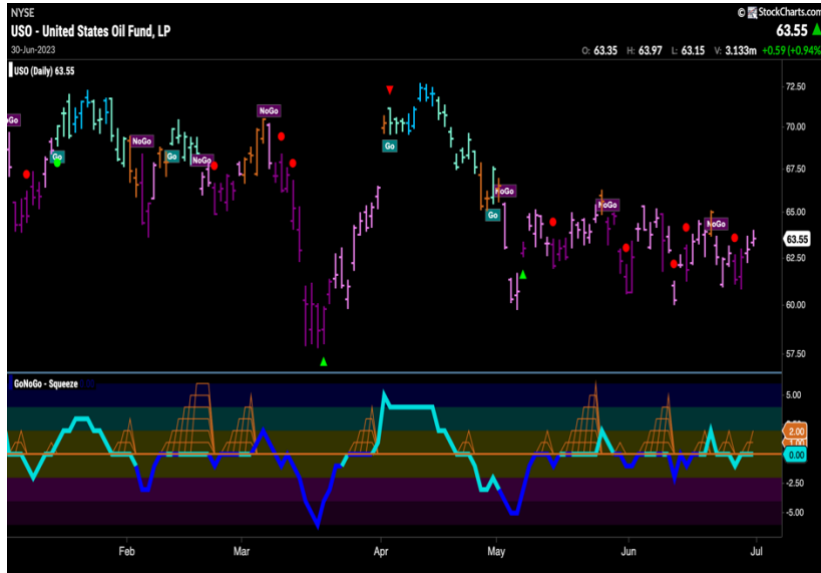 NYSE
© StockCharts.com
USO - United States Oil Fund, LP
63.55
30-Jun-2023
O: 63.35 H: 63.97 L: 63.15 V: 3.133m +0.59 (+0.94%)
USO (Daily) 63.55
72.50
NoGo
Go
NoGo
Go
NoGo
NoGo
Go
Go
NoGo
NoGo
NoGo
70.00
67.50
65.00
63.55
62.50
60.00
57.50
GoNoGo - Squeeze
5.00
2.00
1.00
0.00
-2.50
-5.00
Feb
Mar
Apr
May
Jun
Jul